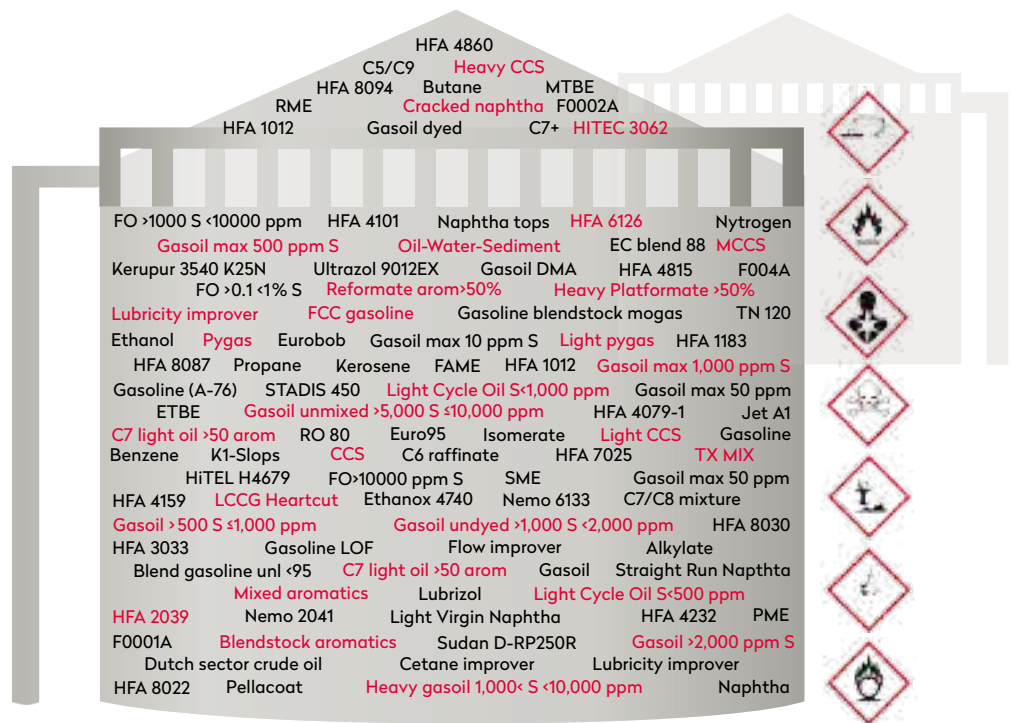 HFA 4860
C5/C9 Heavy CCS
HFA 8094 Butane MTBE
RME Cracked naphtha F0002A
HFA 1012 Gasoil dyed C7+ HITEC 3062
FO >1000 S <10000 ppm HFA 4101 Naphtha tops HFA 6126 Nytrogen
Gasoil max 500 ppm S Oil-Water-Sediment EC blend 88 MCCS
Kerupur 3540 K25N Ultrazol 9012EX Gasoil DMA HFA 4815 F004A
FO >0.1 <1% S Reformate arom>50% Heavy Platformate >50%
Lubricity improver FCC gasoline Gasoline blendstock mogas TN 120
Ethanol Pygas Eurobob Gasoil max 10 ppm S Light pygas HFA 1183
HFA 8087 Propane Kerosene FAME HFA 1012 Gasoil max 1,000 ppm S
Gasoline (A-76) STADIS 450 Light Cycle Oil S<1,000 ppm Gasoil max 50 ppm
ETBE Gasoil unmixed >5,000 S ≤10,000 ppm HFA 4079-1 Jet A1
C7 light oil >50 arom RO 80 Euro95 Isomerate Light CCS Gasoline
Benzene K1-Slops CCS C6 raffinate HFA 7025 TX MIX
HiTEL H4679 FO>10000 ppm S SME Gasoil max 50 ppm
HFA 4159 LCCG Heartcut Ethanox 4740 Nemo 6133 C7/C8 mixture
Gasoil >500 S ≤1,000 ppm Gasoil undyed >1,000 S <2,000 ppm HFA 8030
HFA 3033 Gasoline LOF Flow improver Alkylate
Blend gasoline unl <95 C7 light oil >50 arom Gasoil Straight Run Napthta
Mixed aromatics Lubrizol Light Cycle Oil S<500 ppm
HFA 2039 Nemo 2041 Light Virgin Naphtha HFA 4232 PME
F0001A Blendstock aromatics Sudan D-RP250R Gasoil >2,000 ppm S
Dutch sector crude oil Cetane improver Lubricity improver
HFA 8022 Pellacoat Heavy gasoil 1,000< S <10,000 ppm Naphtha